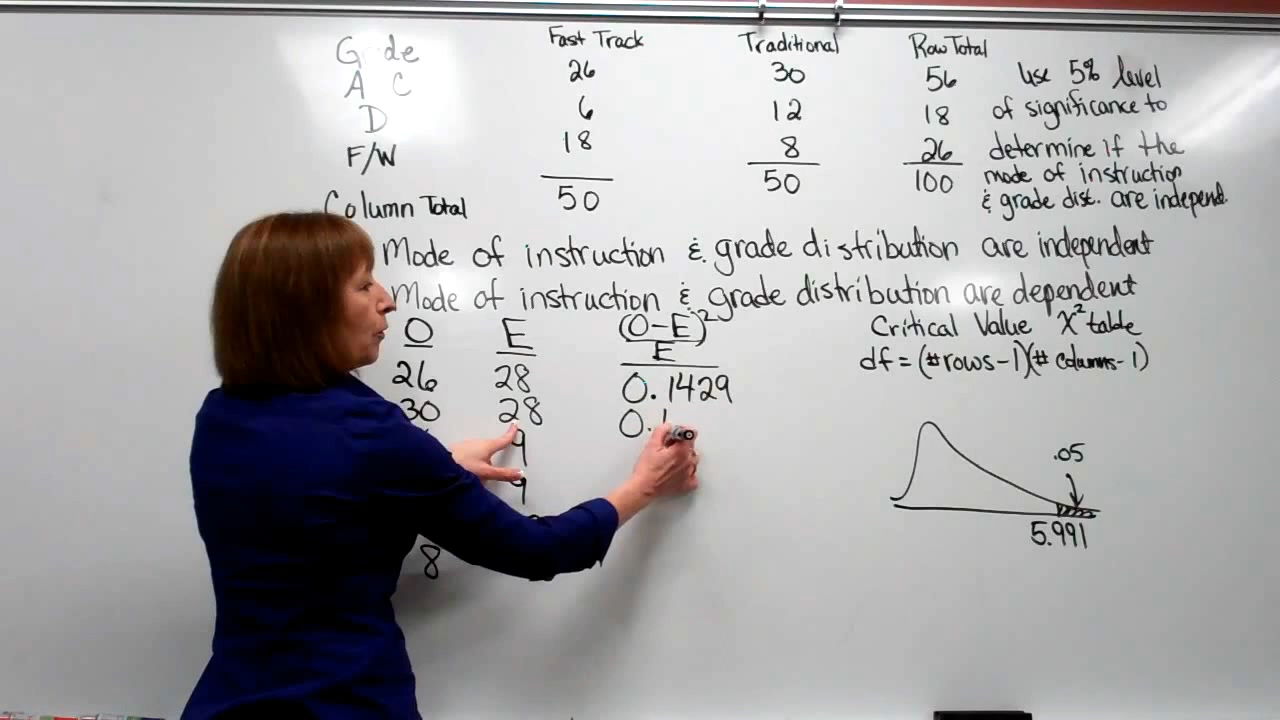 Fast Track Traditional Row Total
A C 26 30 56 use 5% level
D 6 12 18 of significance to
F/W 18 8 26 determine if the
50 50 100 mode of instruction
Column Total & grade dist. are independ.
Mode of instruction & grade distribution are independent
Mode of instruction & grade distribution are dependent
O E (O-E)²
E
Critical Value X² table
df = (#rows-1)(# columns-1)
26 28 0.1429
30 28 0.1
9
9
8
.05
5.991